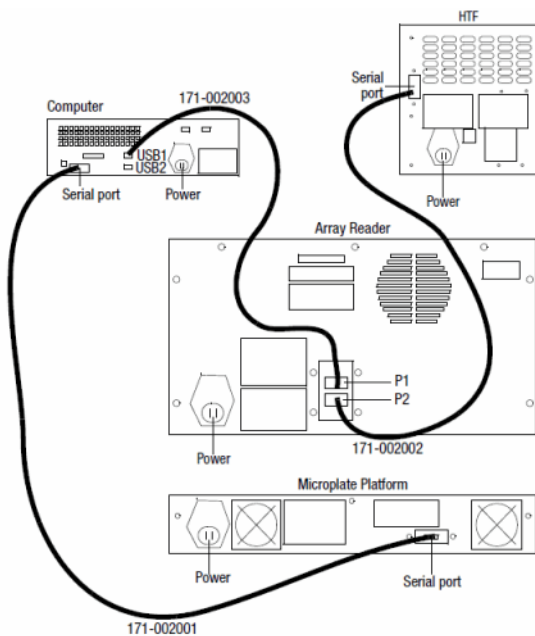 HTF
Serial
port
171-002003
Computer
USB1
USB2
Serial port
Power
Power
Array Reader
P1
P2
171-002002
Power
Microplate Platform
Power
Serial port
171-002001